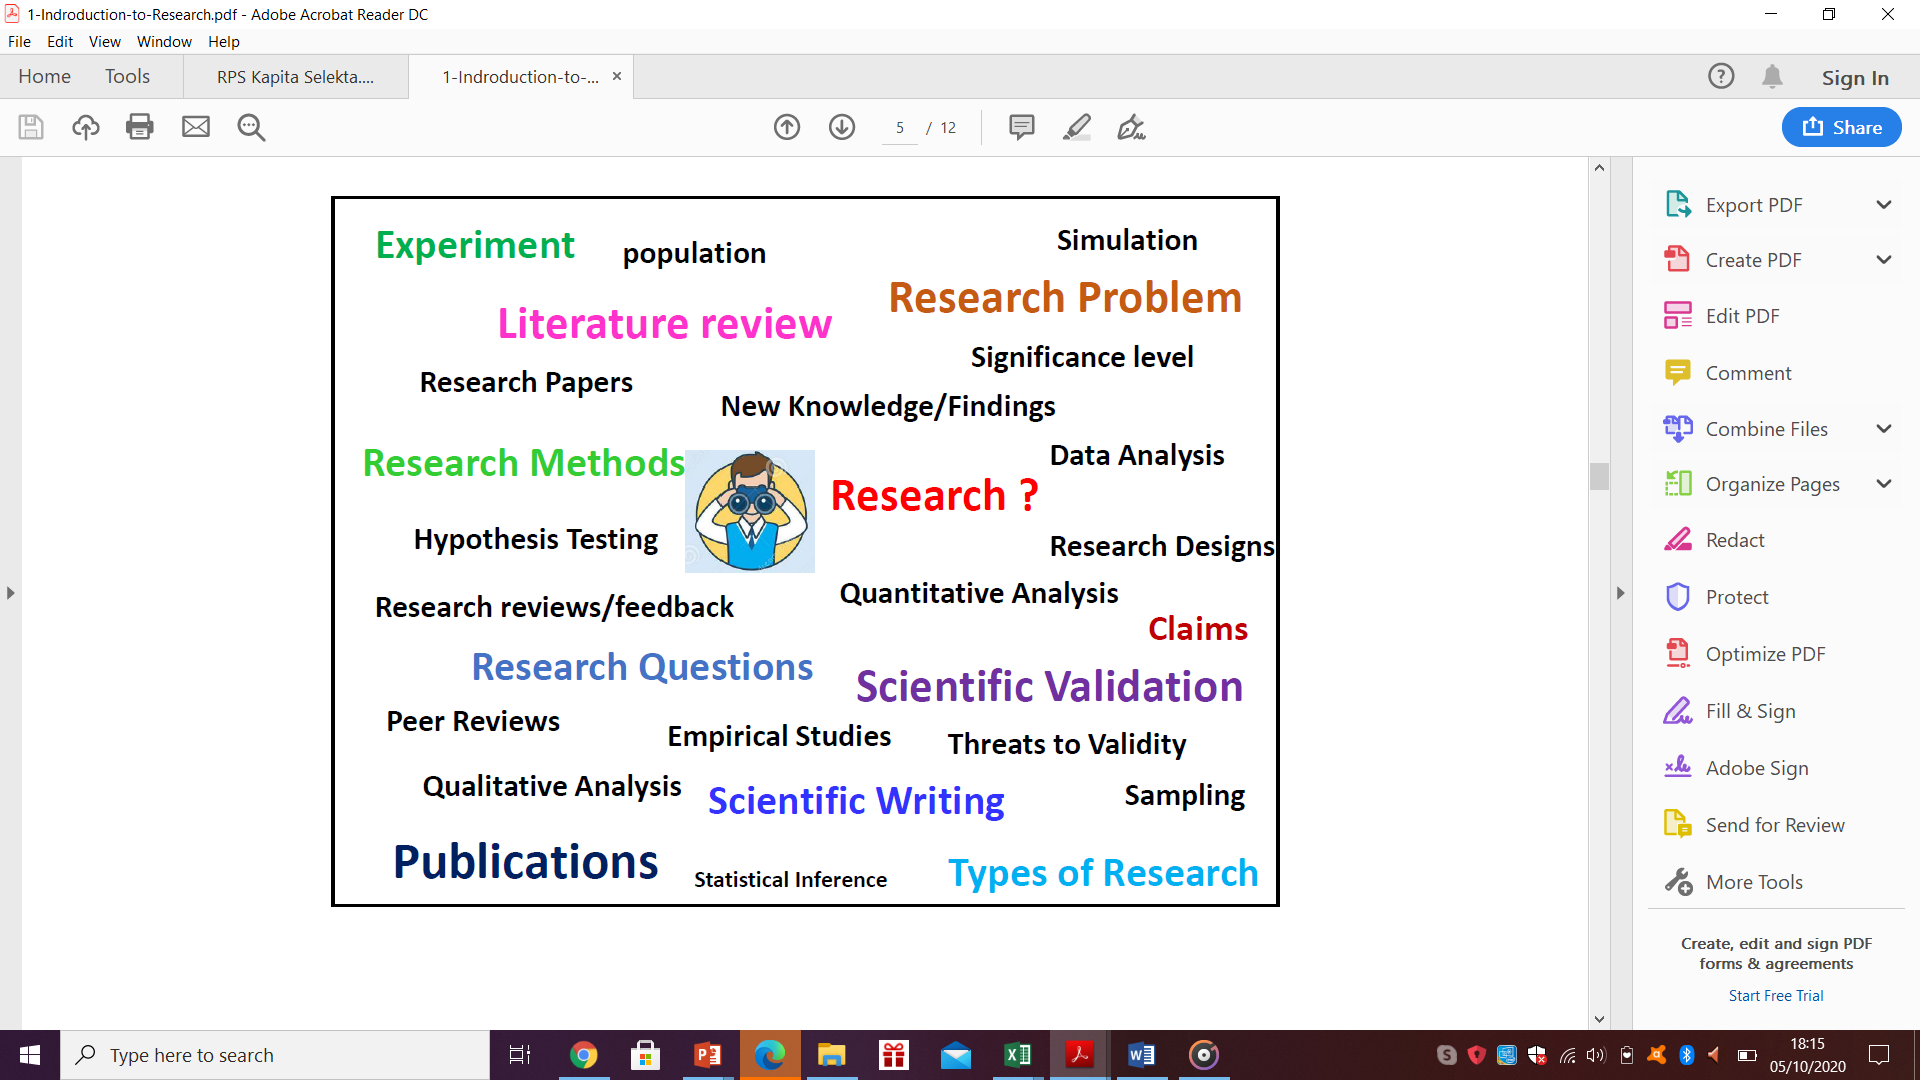 1-Indroduction-to-Research.pdf - Adobe Acrobat Reader DC
File Edit View Window Help
Home Tools RPS Kapita Selekta.... 1-Indroduction-to-... ×
Sign In
5 / 12
Share
Experiment
population
Simulation
Research Problem
Literature review
Significance level
Research Papers
New Knowledge/Findings
Research Methods
Data Analysis
Research ?
Hypothesis Testing
Research Designs
Research reviews/feedback
Quantitative Analysis
Claims
Research Questions
Scientific Validation
Peer Reviews
Empirical Studies
Threats to Validity
Qualitative Analysis
Scientific Writing
Sampling
Publications
Statistical Inference
Types of Research
Export PDF
Create PDF
Edit PDF
Comment
Combine Files
Organize Pages
Redact
Protect
Optimize PDF
Fill & Sign
Adobe Sign
Send for Review
More Tools
Create, edit and sign PDF
forms & agreements
Start Free Trial
Type here to search
18:15
05/10/2020